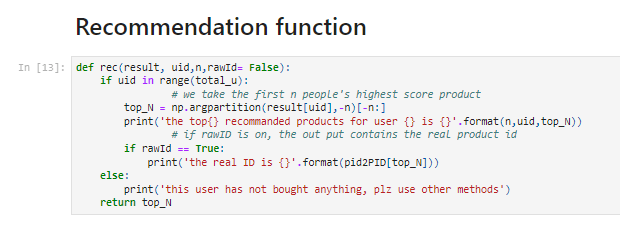 Recommendation function
In [13]: def rec(result, uid,n,rawId= False):
    if uid in range(total_u):
                # we take the first n people's highest score product
        top_N = np.argpartition(result[uid],-n)[-n:]
        print('the top{} recommanded products for user {} is {}'.format(n,uid,top_N))
                # if rawID is on, the out put contains the real product id
        if rawId == True:
            print('the real ID is {}'.format(pid2PID[top_N]))
    else:
        print('this user has not bought anything, plz use other methods')
    return top_N